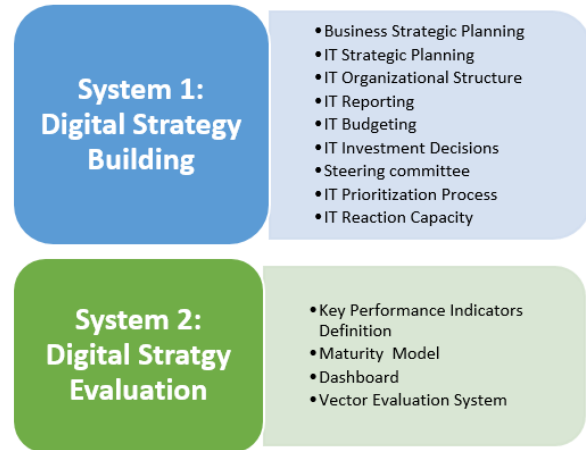 System 1:
Digital Strategy
Building
•Business Strategic Planning
•IT Strategic Planning
•IT Organizational Structure
•IT Reporting
•IT Budgeting
•IT Investment Decisions
•Steering committee
•IT Prioritization Process
•IT Reaction Capacity
System 2:
Digital Stratgy
Evaluation
•Key Performance Indicators
Definition
•Maturity Model
•Dashboard
•Vector Evaluation System